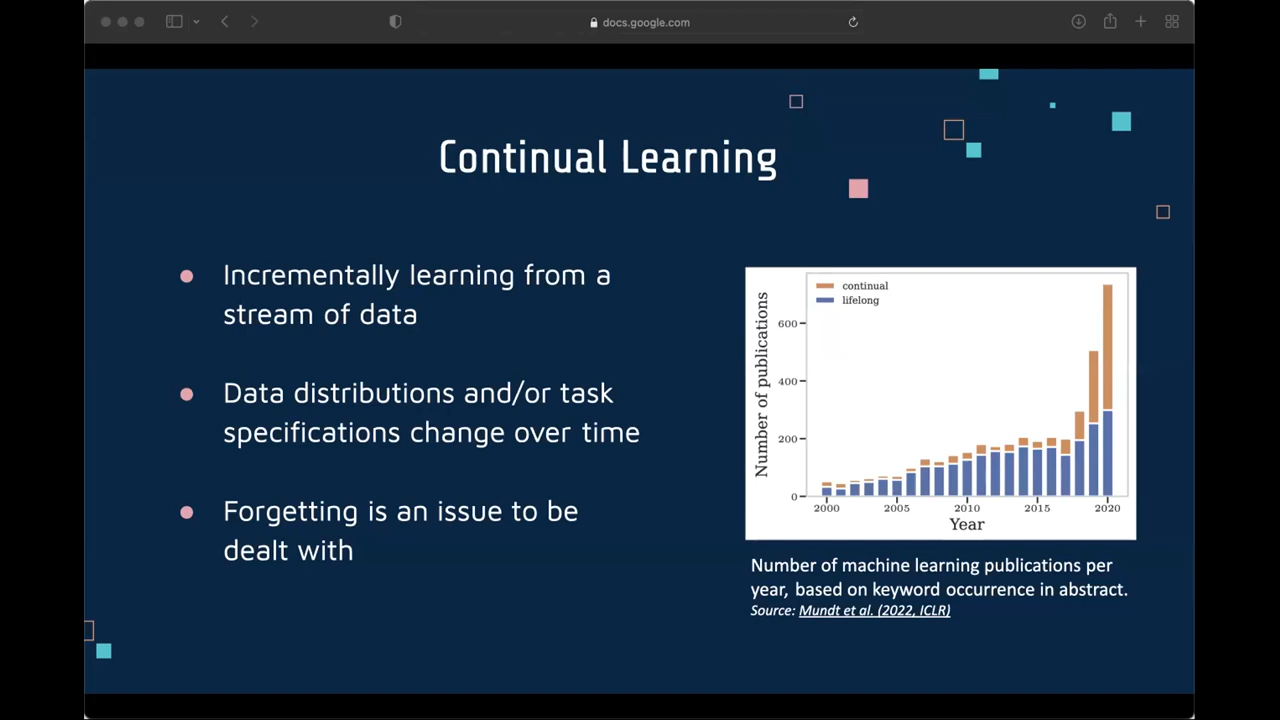 docs.google.com
Continual Learning
Incrementally learning from a
stream of data
Data distributions and/or task
specifications change over time
Forgetting is an issue to be
dealt with
continual
lifelong
Number of publications
600
400
200
0
2000 2005 2010 2015 2020
Year
Number of machine learning publications per
year, based on keyword occurrence in abstract.
Source: Mundt et al. (2022, ICLR)